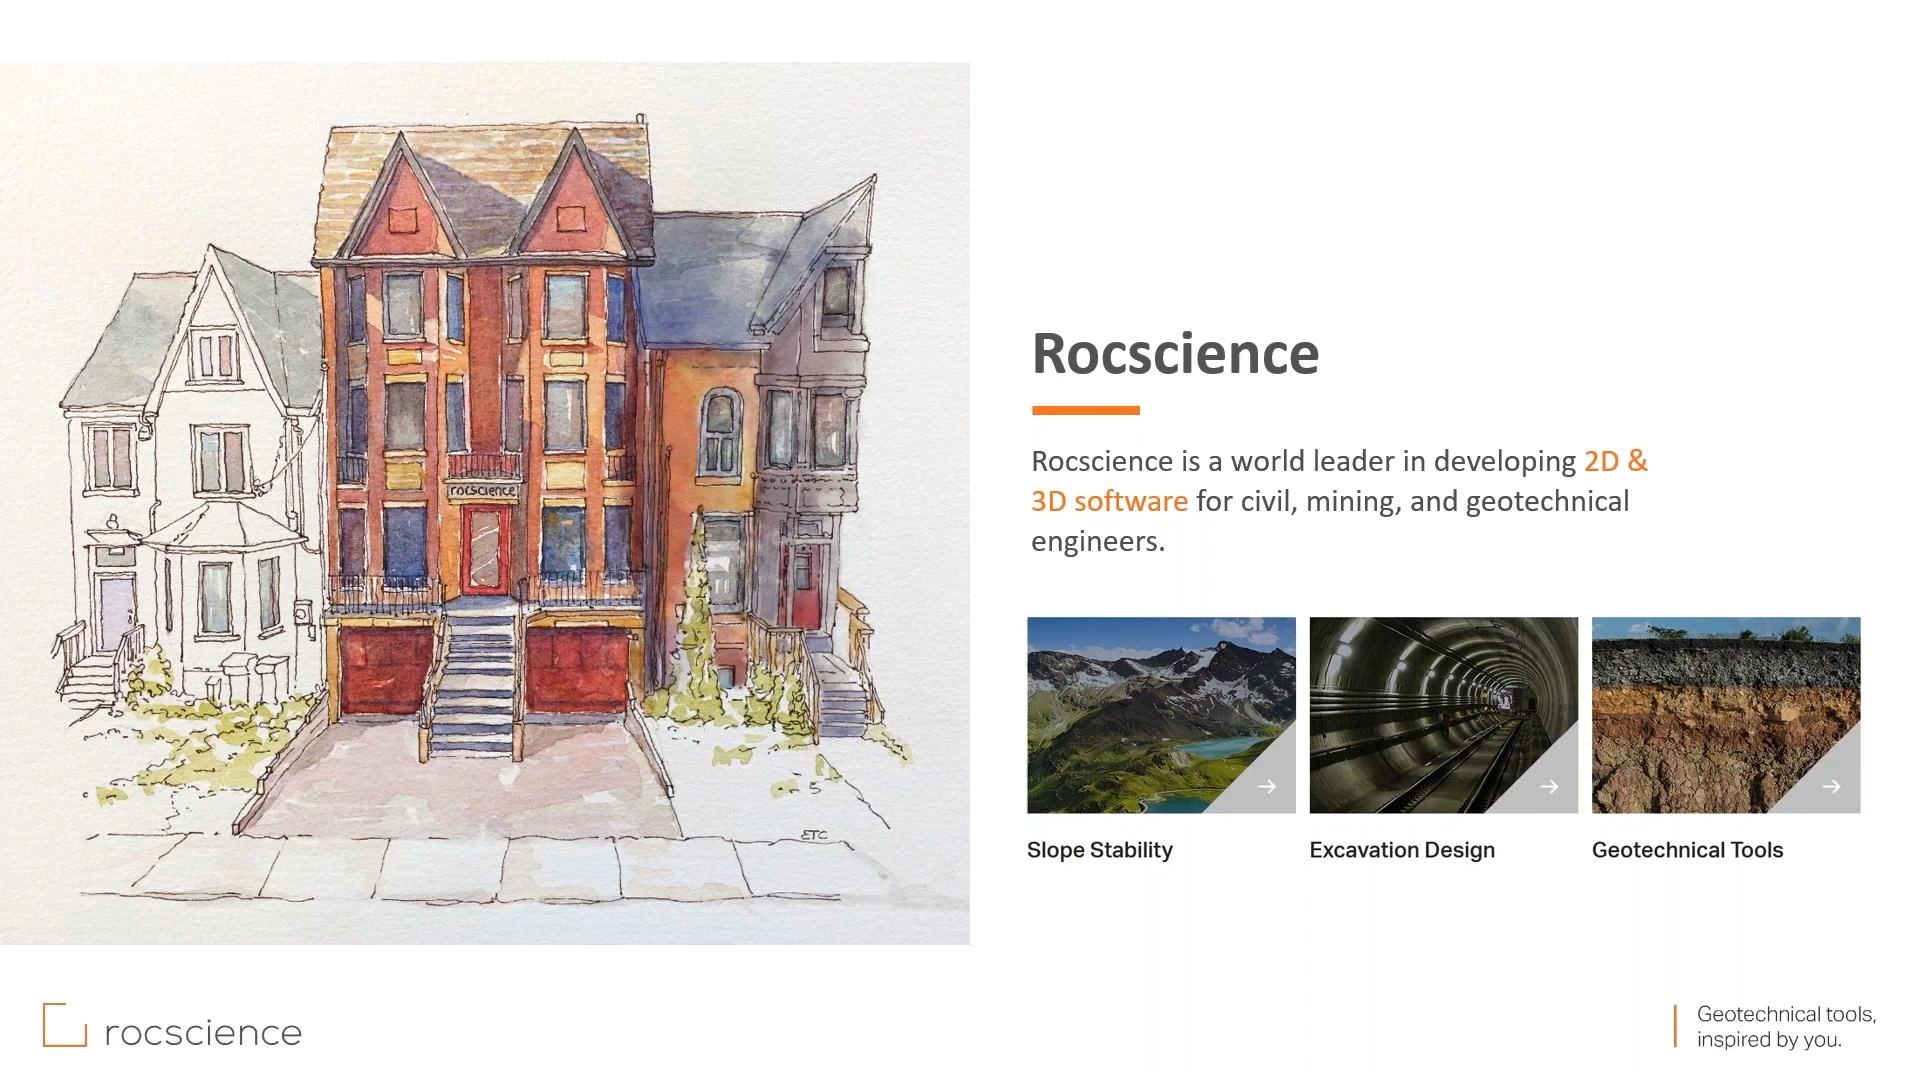 rocscience
ETC
Rocscience
Rocscience is a world leader in developing 2D &
3D software for civil, mining, and geotechnical
engineers.
Slope Stability
Excavation Design
Geotechnical Tools
rocscience
Geotechnical tools,
inspired by you.